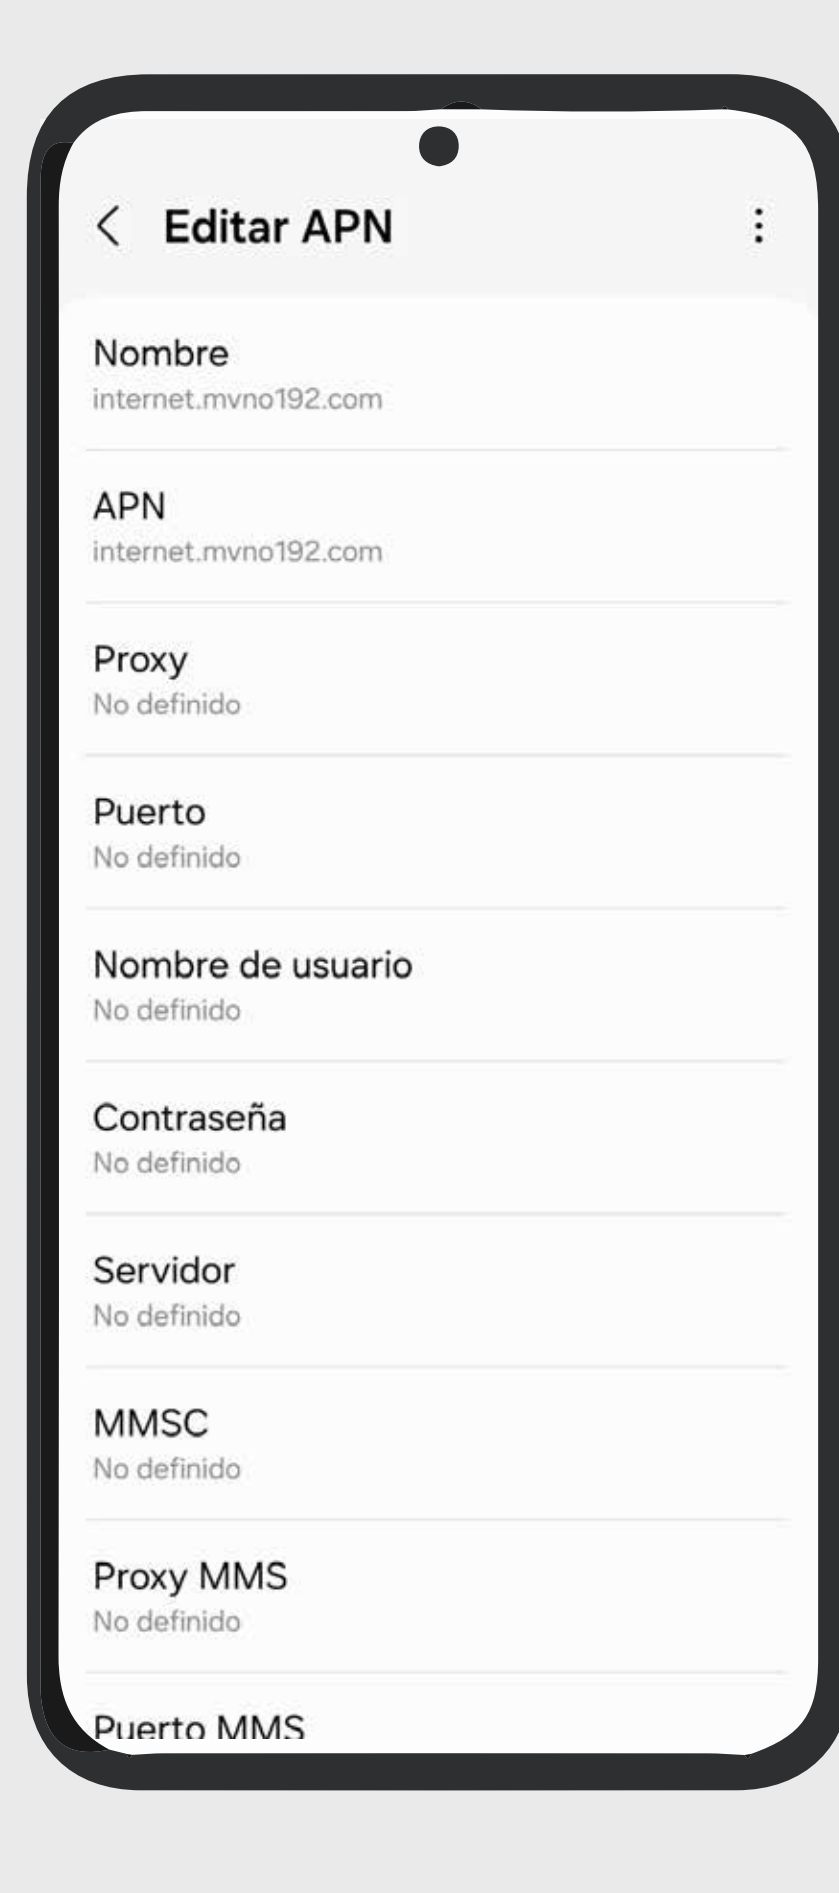 Editar APN
Nombre
internet.mvno192.com
APN
internet.mvno192.com
Proxy
No definido
Puerto
No definido
Nombre de usuario
No definido
Contraseña
No definido
Servidor
No definido
MMSC
No definido
Proxy MMS
No definido
Puerto MMS